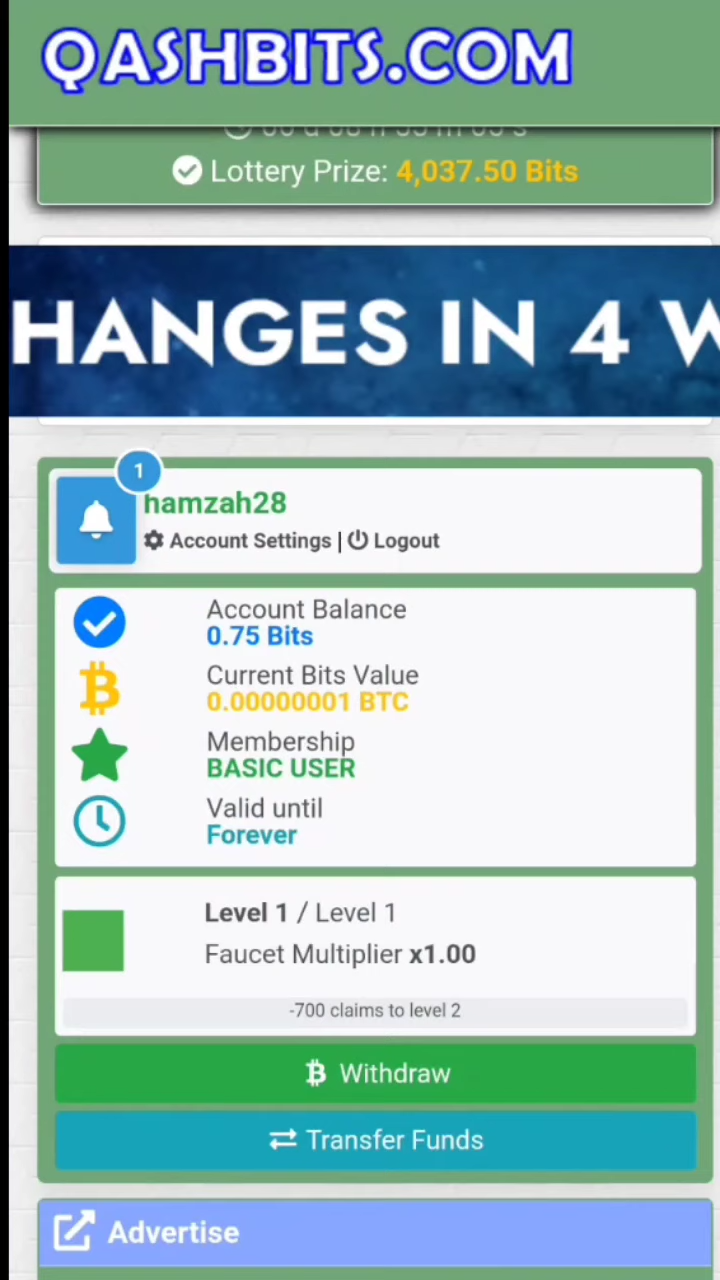 QASHBITS.COM
Lottery Prize: 4,037.50 Bits
HANGES IN 4 W
1
hamzah28
Account Settings | Logout
Account Balance
0.75 Bits
Current Bits Value
0.00000001 BTC
Membership
BASIC USER
Valid until
Forever
Level 1 / Level 1
Faucet Multiplier x1.00
-700 claims to level 2
Withdraw
Transfer Funds
Advertise